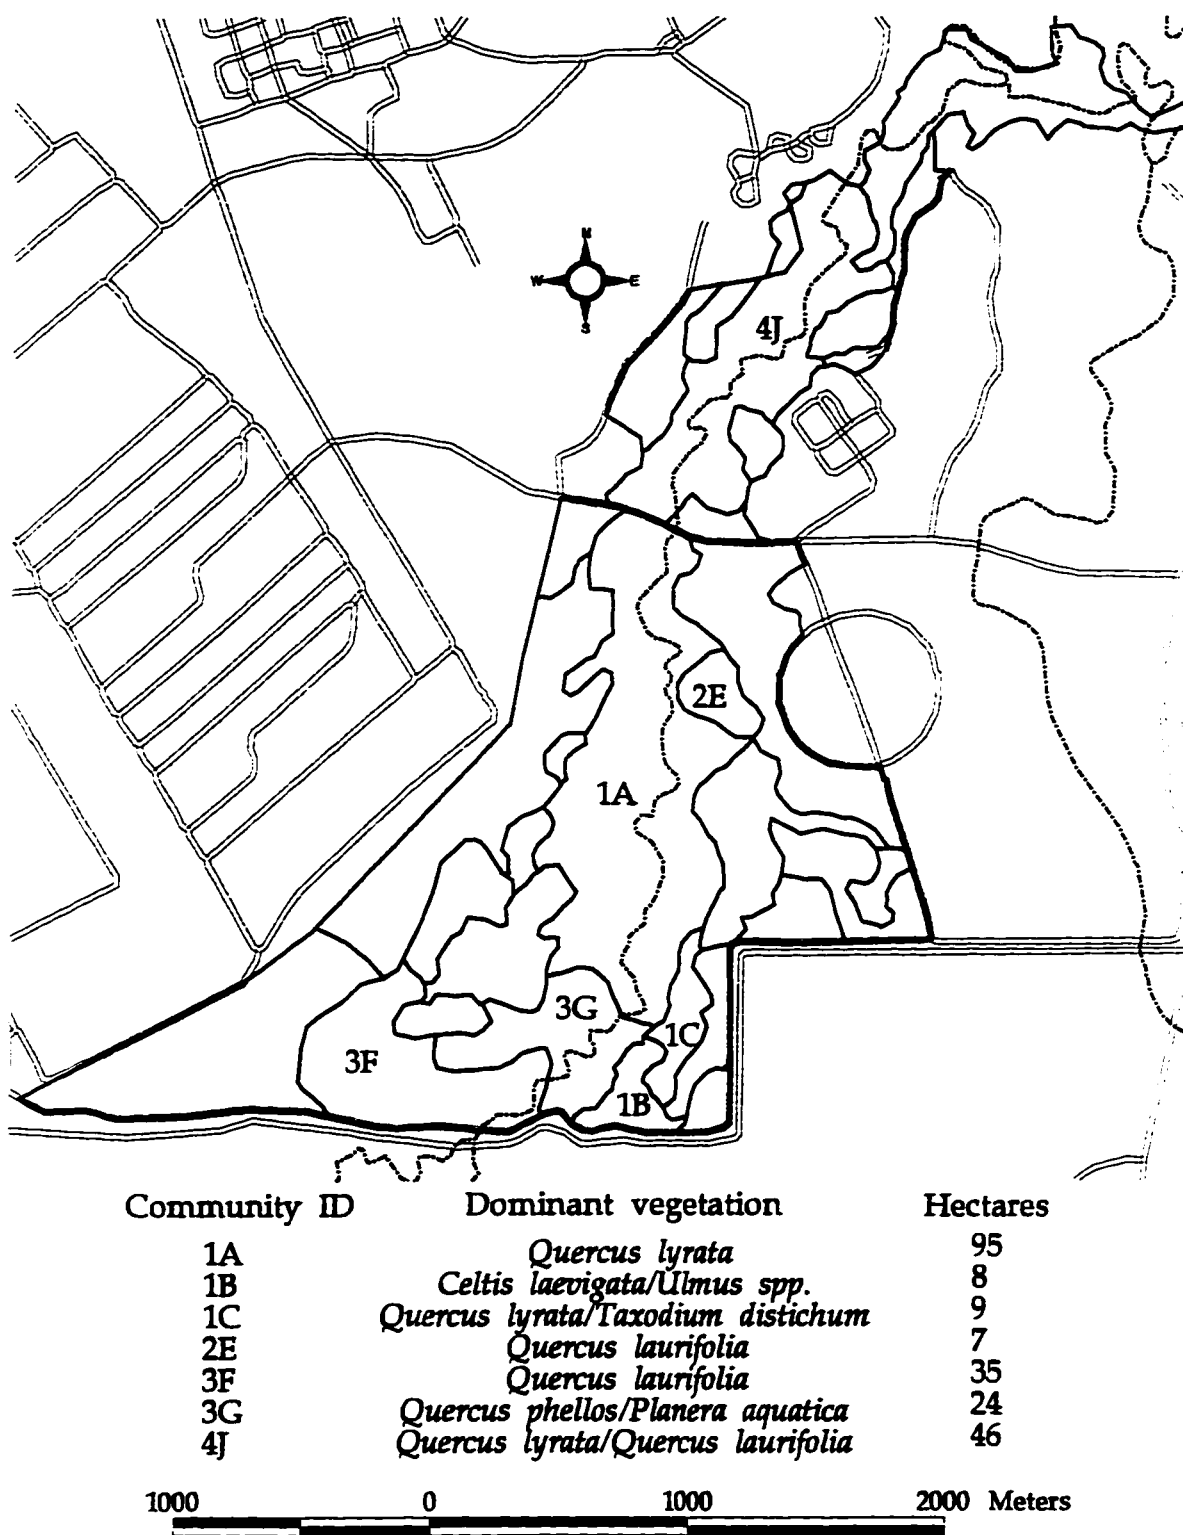 N
W E
S
4J
2E
1A
3G
1C
3F
1B
Community ID Dominant vegetation Hectares
1A Quercus lyrata 95
1B Celtis laevigata/Ulmus spp. 8
1C Quercus lyrata/Taxodium distichum 9
2E Quercus laurifolia 7
3F Quercus laurifolia 35
3G Quercus phellos/Planera aquatica 24
4J Quercus lyrata/Quercus laurifolia 46
1000 0 1000 2000 Meters